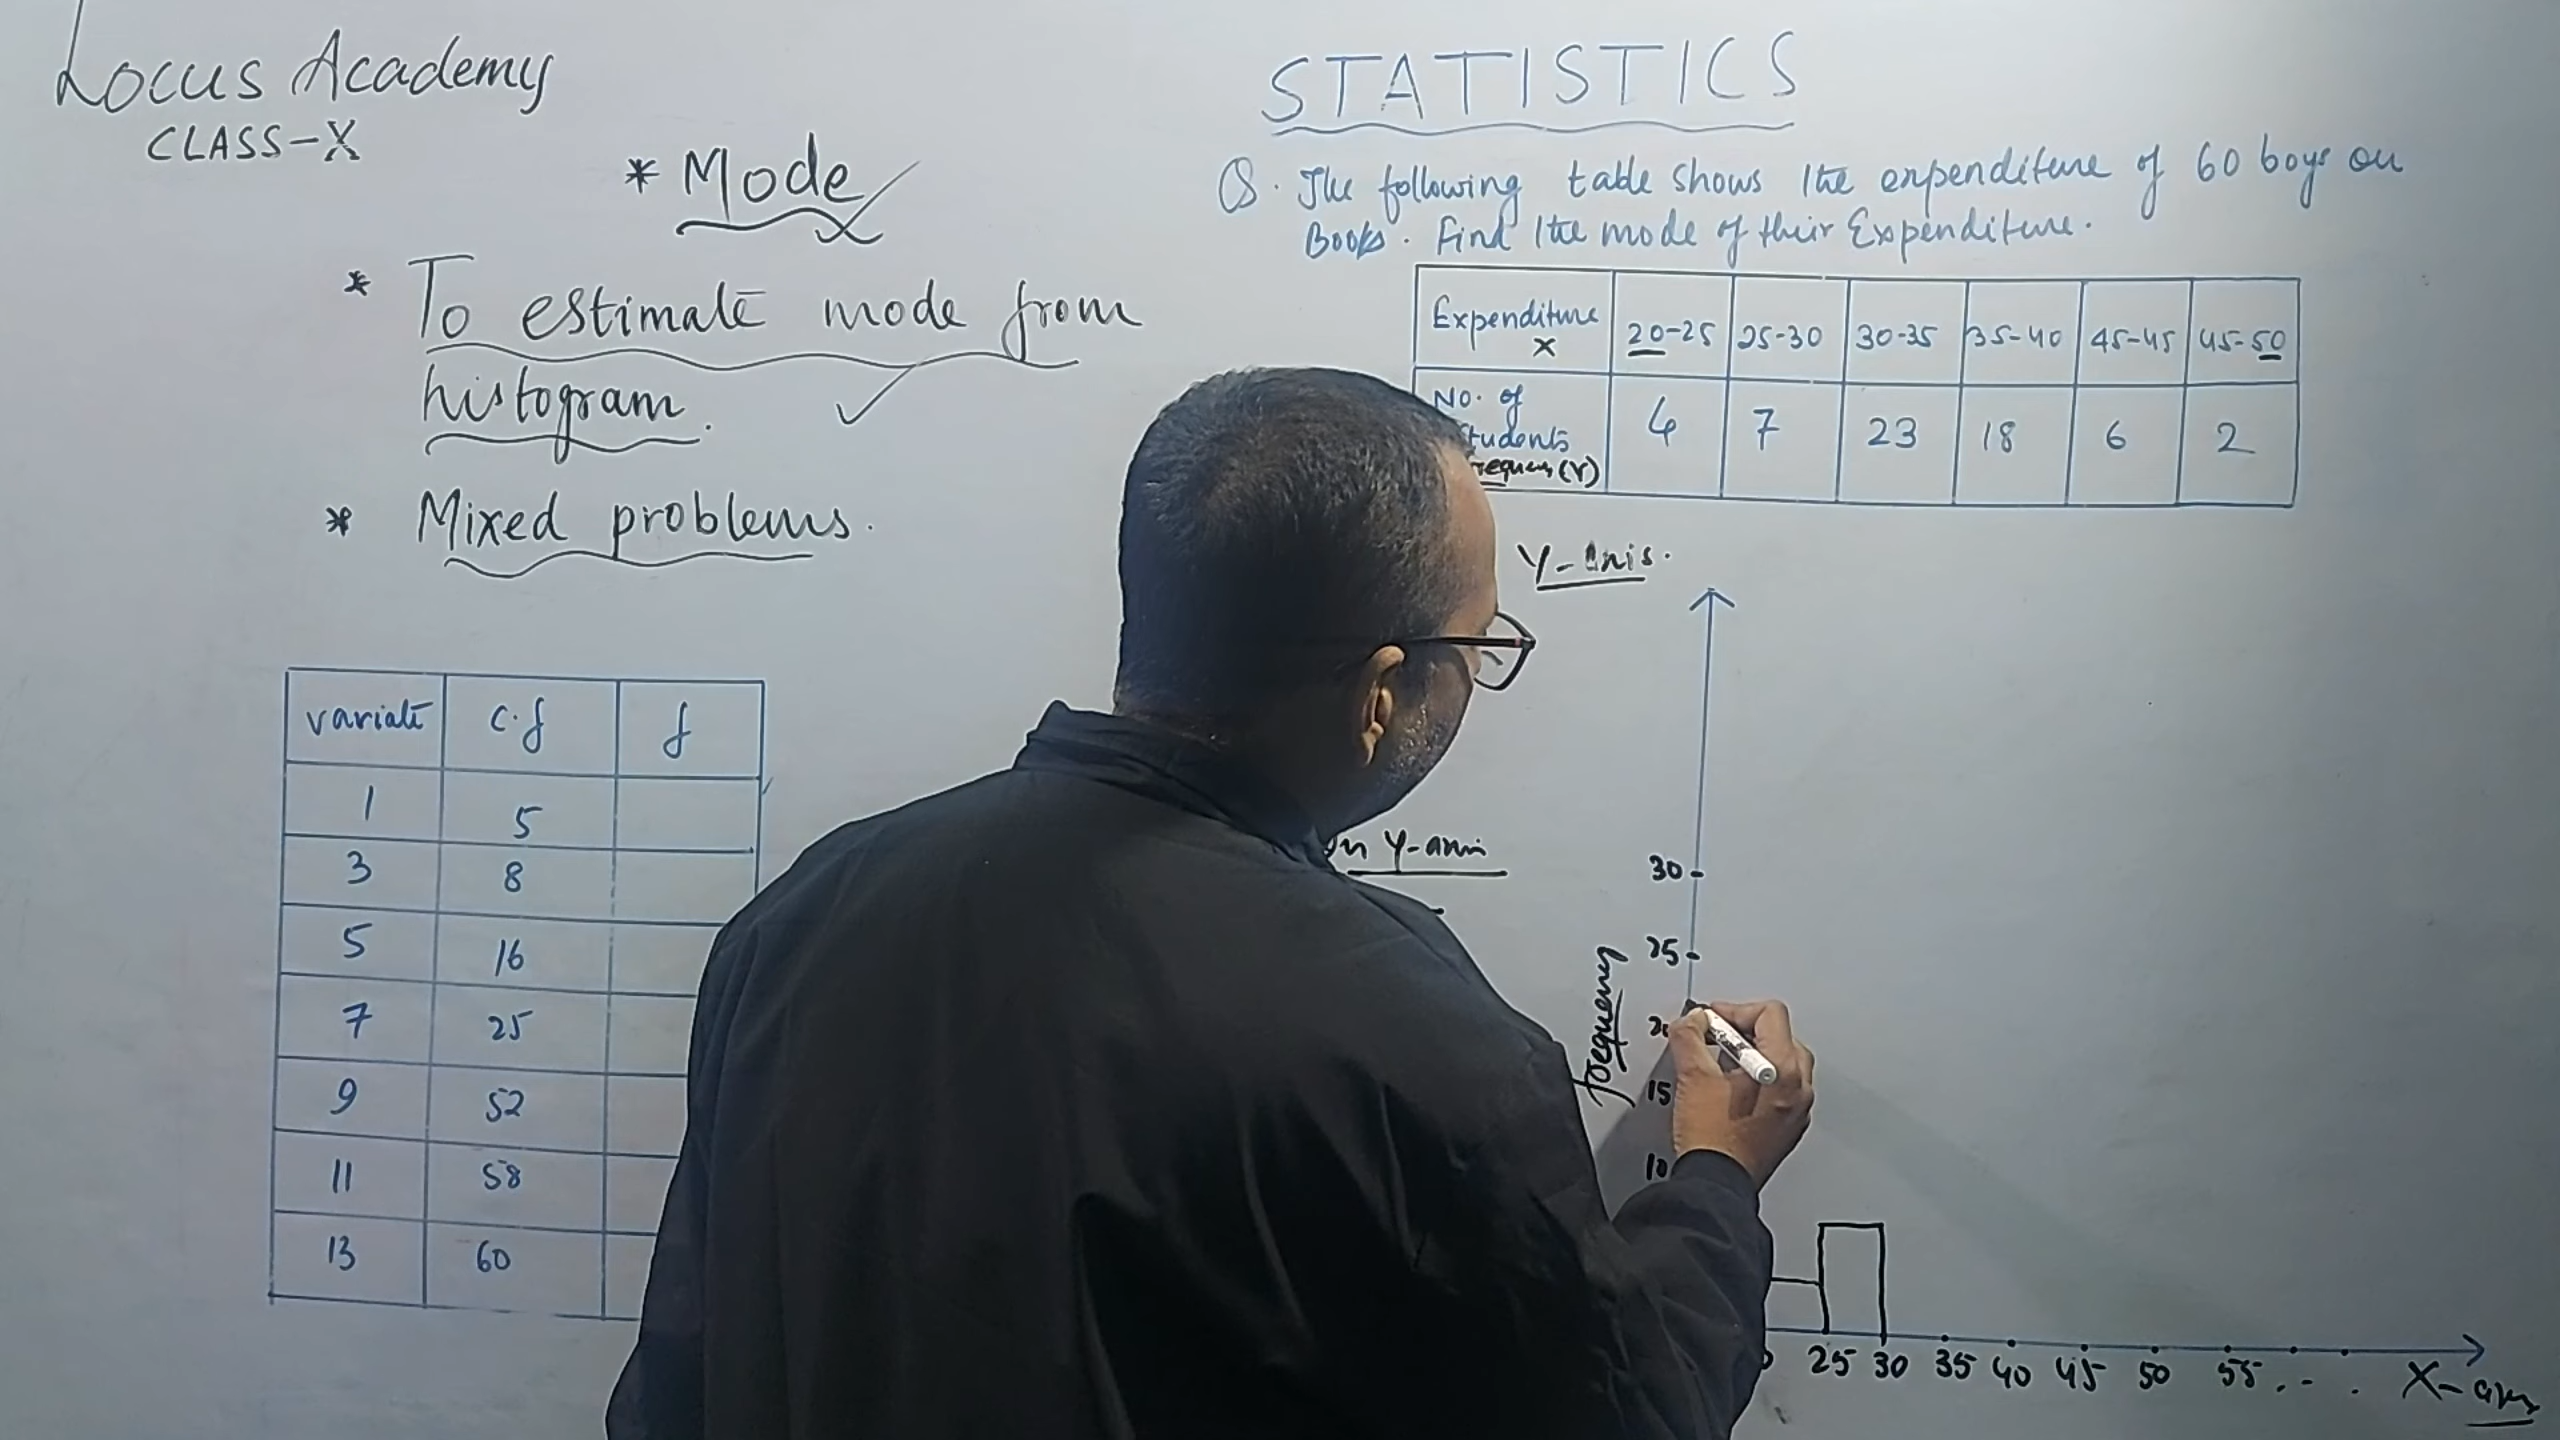 Locus Academy
CLASS-X
* Mode
* To estimate mode from
histogram.
* Mixed problems.
variate c.f f
1 5
3 8
5 16
7 25
9 52
11 58
13 60
STATISTICS
Q. The following table shows the expenditure of 60 boys on
Books. Find the mode of their Expenditure.
Expenditure X 20-25 25-30 30-35 35-40 45-45 45-50
No. of
4 7 23 18 6 2
(Y)
Y-axis.
Y-axis
30
25
Frequency
15
10
25 30 35 40 45 50 55 . - .
X-axis